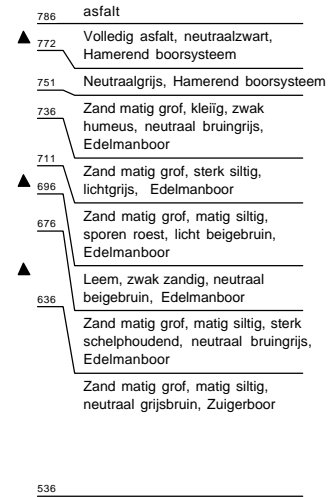 786
asfalt
772
Volledig asfalt, neutraalzwart,
Hamerend boorsysteem
751
Neutraalgrijs, Hamerend boorsysteem
736
Zand matig grof, kleiïg, zwak
humeus, neutraal bruingrijs,
Edelmanboor
711
Zand matig grof, sterk siltig,
lichtgrijs, Edelmanboor
696
Zand matig grof, matig siltig,
sporen roest, licht beigebruin,
Edelmanboor
676
Leem, zwak zandig, neutraal
beigebruin, Edelmanboor
636
Zand matig grof, matig siltig, sterk
schelphoudend, neutraal bruingrijs,
Edelmanboor
Zand matig grof, matig siltig,
neutraal grijsbruin, Zuigerboor
536